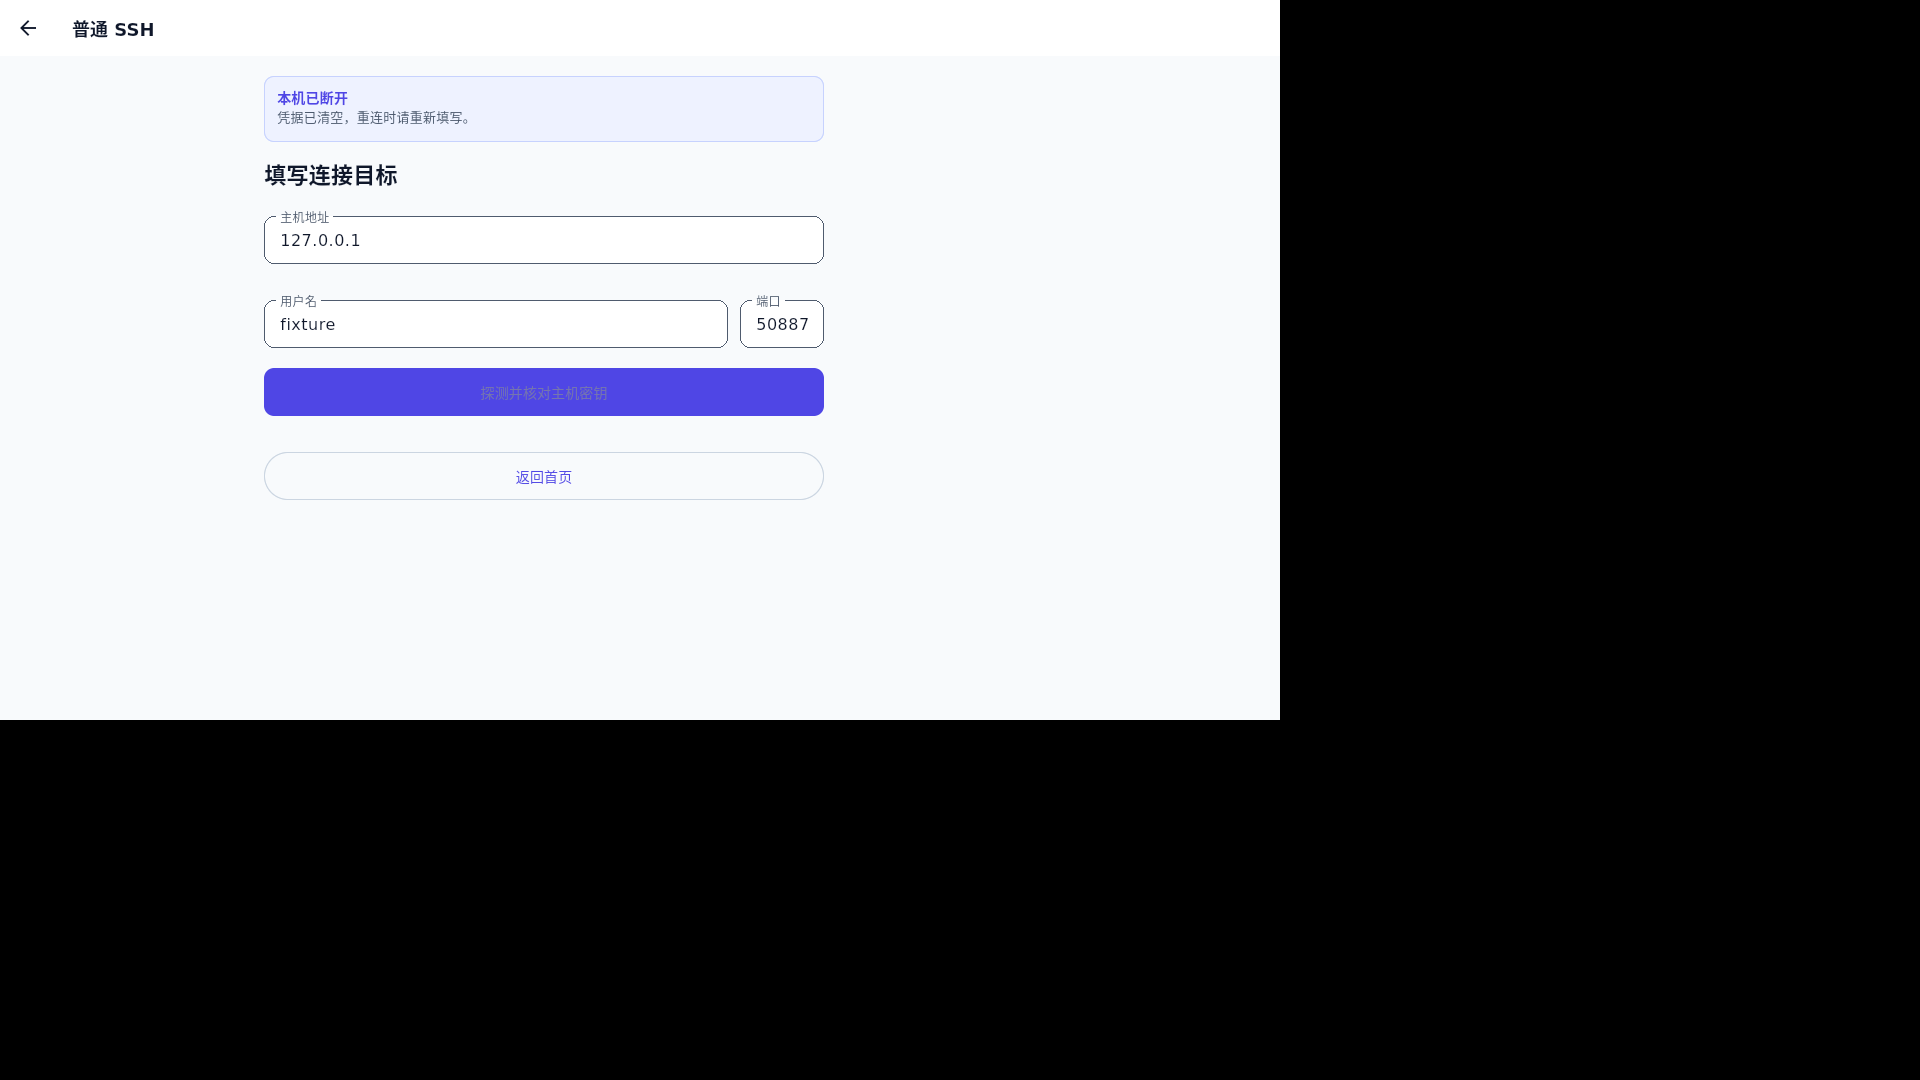 普通 SSH
本机已断开
凭据已清空，重连时请重新填写。
填写连接目标
主机地址
127.0.0.1
用户名
端口
fixture
50887
探测并核对主机密钥
返回首页